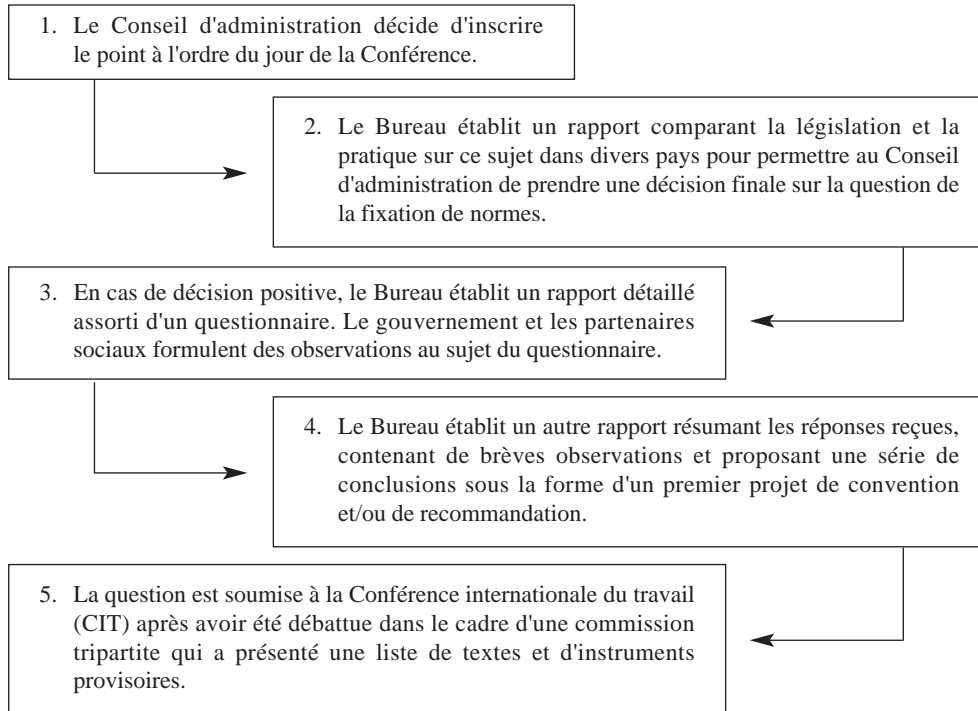 1. Le Conseil d'administration décide d'inscrire
le point à l'ordre du jour de la Conférence.
2. Le Bureau établit un rapport comparant la législation et la
pratique sur ce sujet dans divers pays pour permettre au Conseil
d'administration de prendre une décision finale sur la question de
la fixation de normes.
3. En cas de décision positive, le Bureau établit un rapport détaillé
assorti d'un questionnaire. Le gouvernement et les partenaires
sociaux formulent des observations au sujet du questionnaire.
4. Le Bureau établit un autre rapport résumant les réponses reçues,
contenant de brèves observations et proposant une série de
conclusions sous la forme d'un premier projet de convention
et/ou de recommandation.
5. La question est soumise à la Conférence internationale du travail
(CIT) après avoir été débattue dans le cadre d'une commission
tripartite qui a présenté une liste de textes et d'instruments
provisoires.